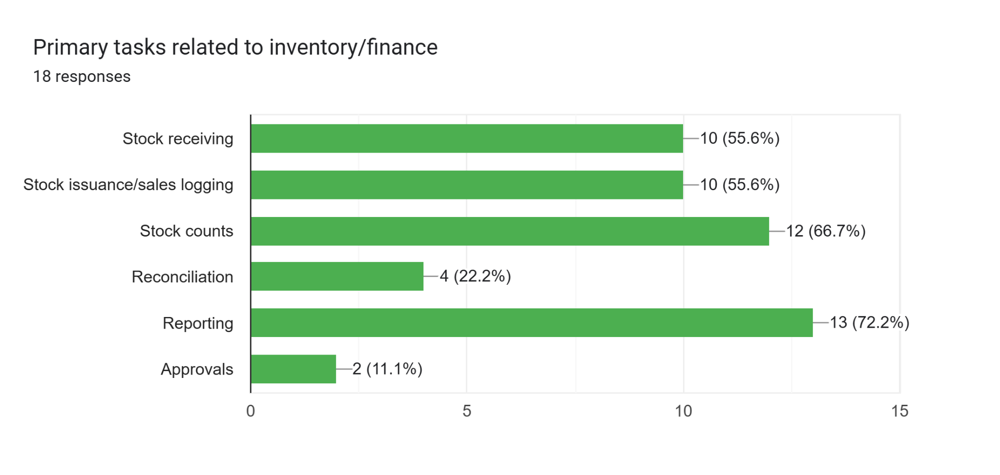 Primary tasks related to inventory/finance
18 responses
Stock receiving 10 (55.6%)
Stock issuance/sales logging 10 (55.6%)
Stock counts 12 (66.7%)
Reconciliation 4 (22.2%)
Reporting 13 (72.2%)
Approvals 2 (11.1%)
0 5 10 15